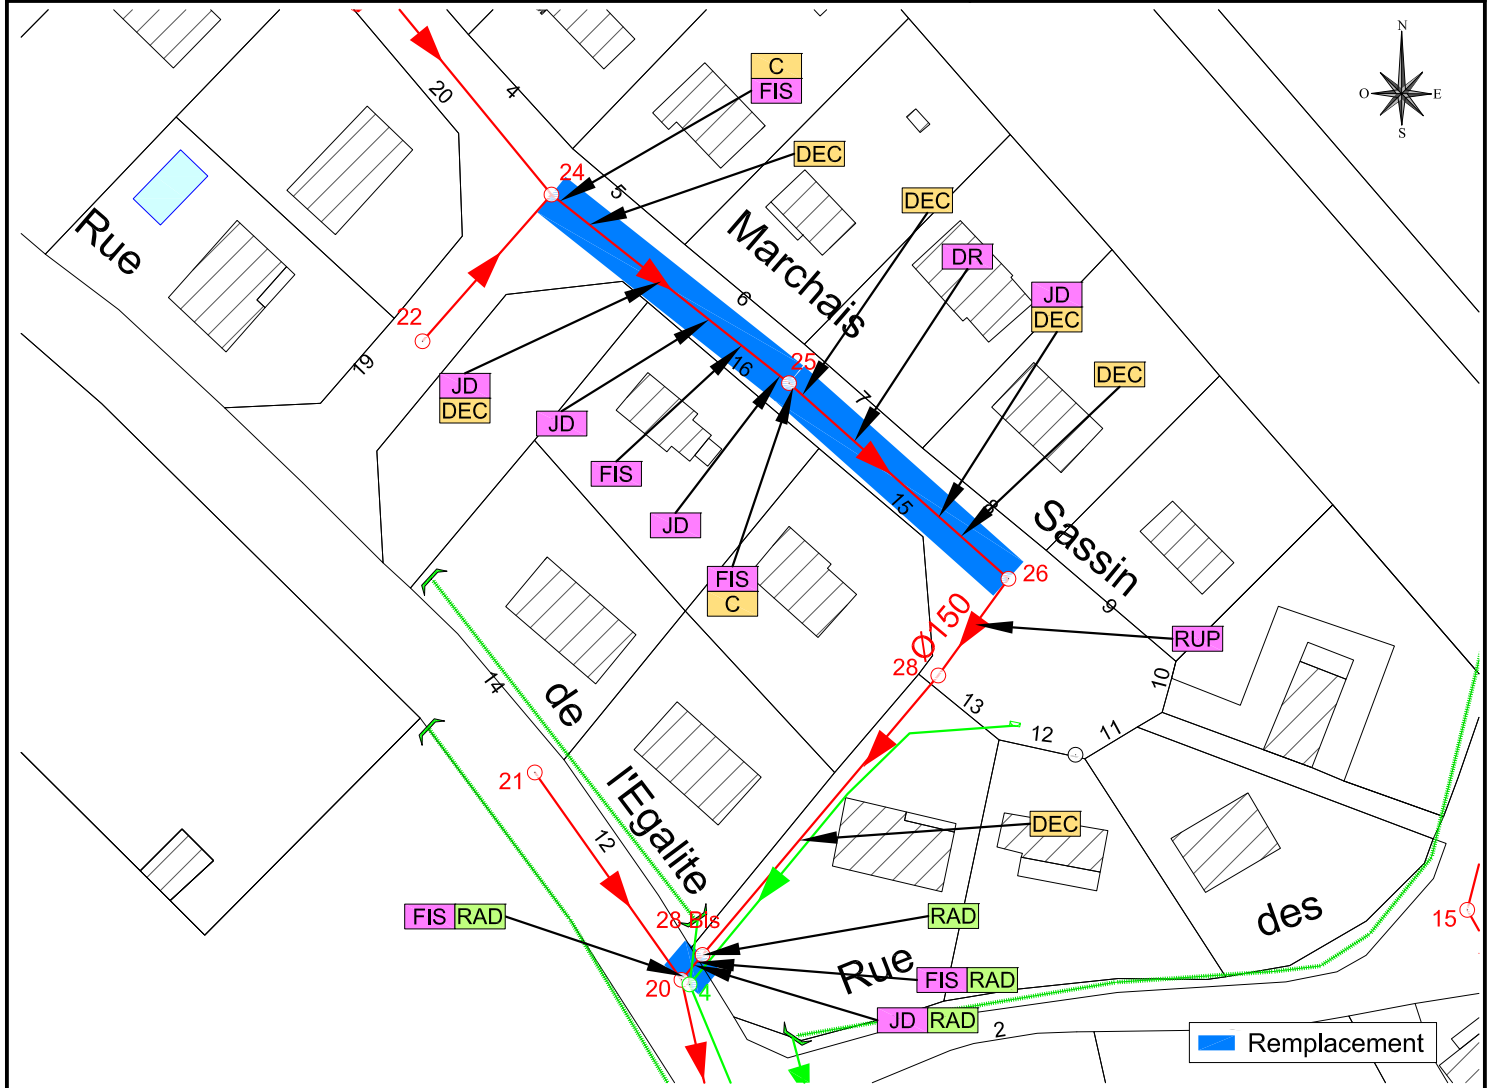 N
O
E
S
C
FIS
20
4
DEC
24
5
DEC
Rue
Marchais
DR
JD
DEC
6
22
25
19
16
DEC
JD
DEC
7
JD
FIS
15
8
JD
Sassin
FIS
C
26
9
Ø150
RUP
28
10
14
de
13
12
11
21
l'Egalite
12
DEC
28 Bis
des
15
FIS RAD
RAD
Rue
FIS RAD
20
4
JD RAD
2
Remplacement